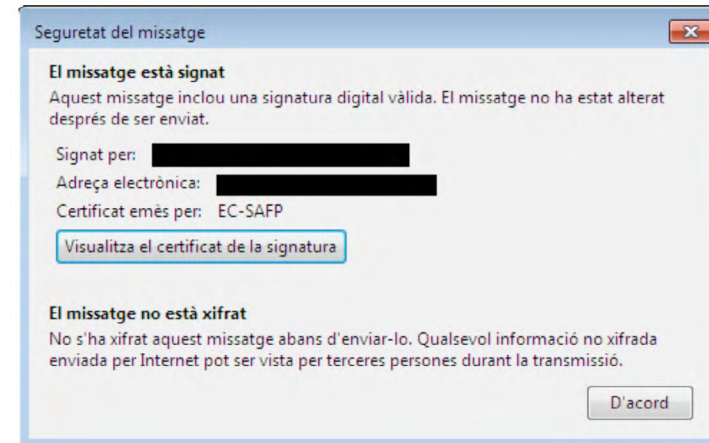 Seguretat del missatge
El missatge està signat
Aquest missatge inclou una signatura digital vàlida. El missatge no ha estat alterat
després de ser enviat.
Signat per:
Adreça electrònica:
Certificat emès per: EC-SAFP
Visualitza el certificat de la signatura
El missatge no està xifrat
No s'ha xifrat aquest missatge abans d'enviar-lo. Qualsevol informació no xifrada
enviada per Internet pot ser vista per terceres persones durant la transmissió.
D'acord